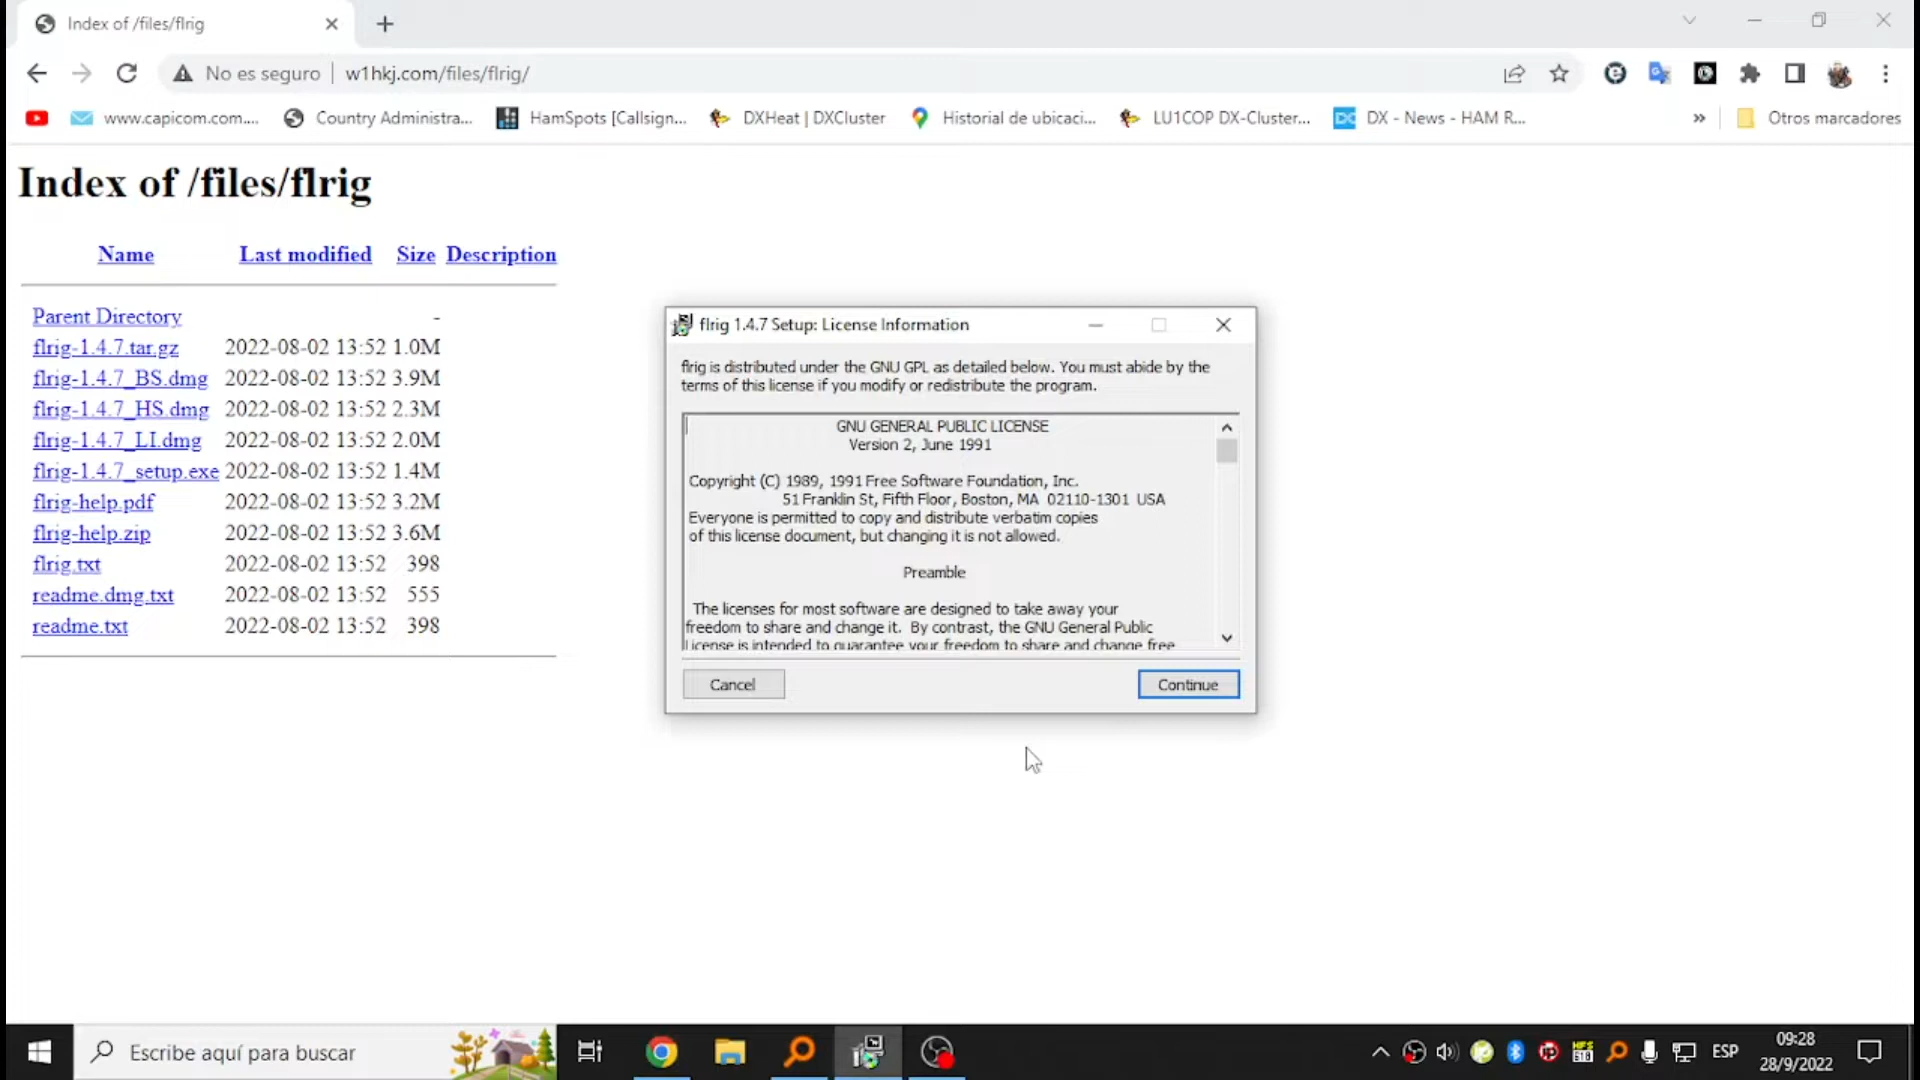 Index of /files/flrig
No es seguro
w1hkj.com/files/flrig/
www.capicom.com....
Country Administra...
HamSpots [Callsign...
DXHeat | DXCluster
Historial de ubicaci...
LU1COP DX-Cluster...
DX - News - HAM R...
»
Otros marcadores
Index of /files/flrig
Name Last modified Size Description
Parent Directory -
flrig-1.4.7.tar.gz 2022-08-02 13:52 1.0M
flrig-1.4.7_BS.dmg 2022-08-02 13:52 3.9M
flrig-1.4.7_HS.dmg 2022-08-02 13:52 2.3M
flrig-1.4.7_LI.dmg 2022-08-02 13:52 2.0M
flrig-1.4.7_setup.exe 2022-08-02 13:52 1.4M
flrig-help.pdf 2022-08-02 13:52 3.2M
flrig-help.zip 2022-08-02 13:52 3.6M
flrig.txt 2022-08-02 13:52 398
readme.dmg.txt 2022-08-02 13:52 555
readme.txt 2022-08-02 13:52 398
flrig 1.4.7 Setup: License Information
flrig is distributed under the GNU GPL as detailed below. You must abide by the
terms of this license if you modify or redistribute the program.
GNU GENERAL PUBLIC LICENSE
Version 2, June 1991
Copyright (C) 1989, 1991 Free Software Foundation, Inc.
51 Franklin St, Fifth Floor, Boston, MA 02110-1301 USA
Everyone is permitted to copy and distribute verbatim copies
of this license document, but changing it is not allowed.
Preamble
The licenses for most software are designed to take away your
freedom to share and change it. By contrast, the GNU General Public
License is intended to guarantee your freedom to share and change free
Cancel
Continue
Escribe aquí para buscar
ESP
09:28
28/9/2022